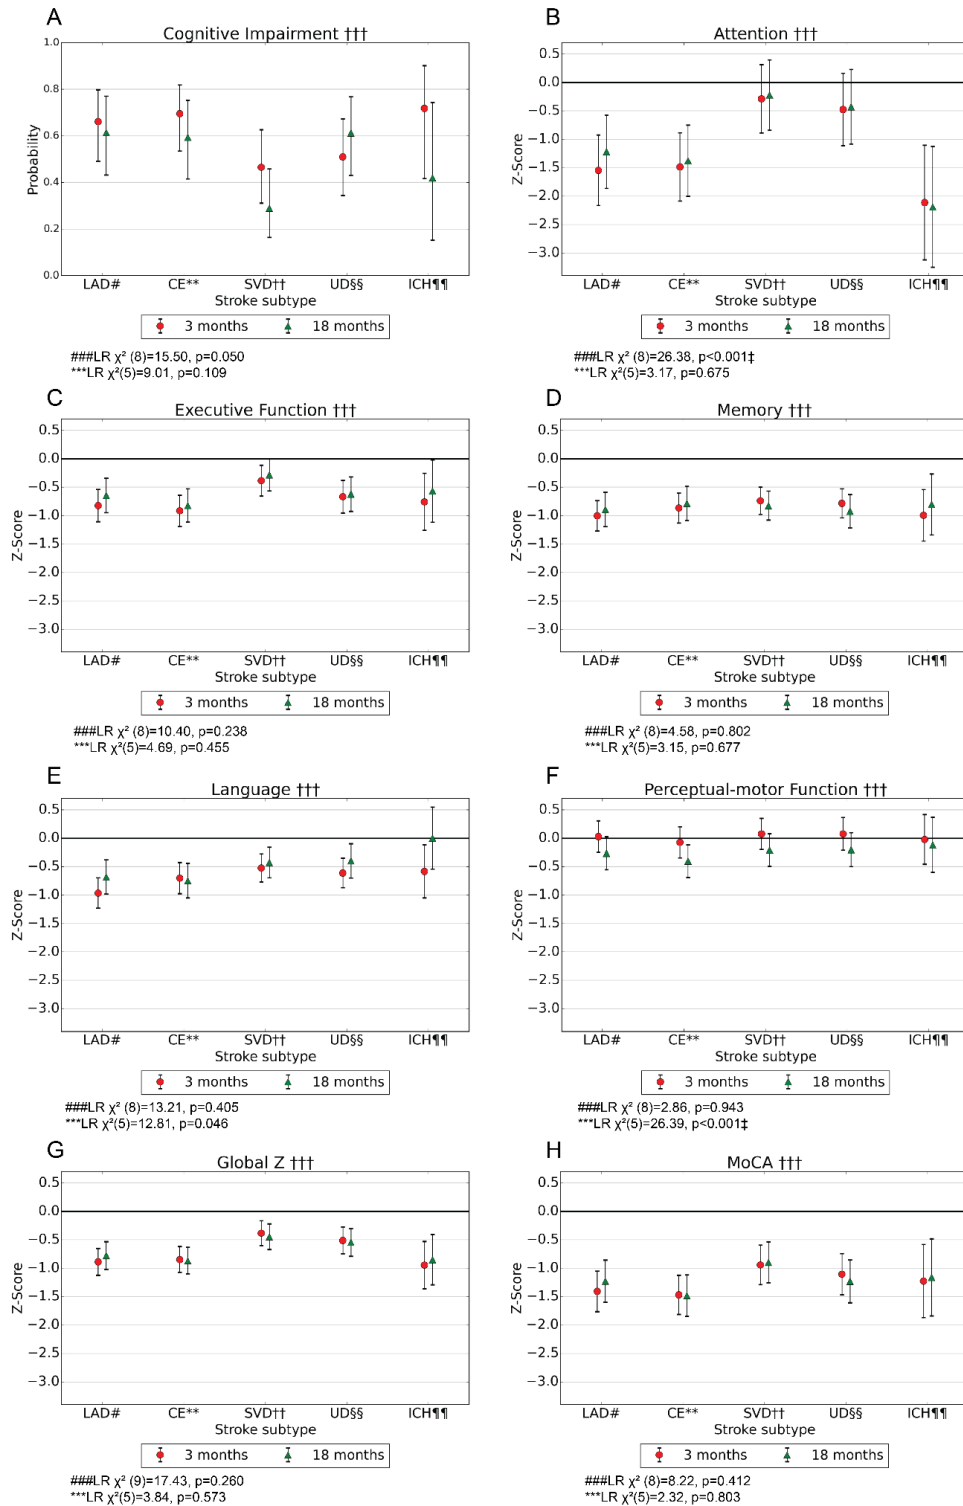 A
Cognitive Impairment †††
1.0
0.8
0.6
0.4
0.2
0.0
Probability
LAD# CE** SVD†† UD§§ ICH¶¶
Stroke subtype
3 months 18 months
###LR χ² (8)=15.50, p=0.050
***LR χ²(5)=9.01, p=0.109
B
Attention †††
0.5
0.0
−0.5
−1.0
−1.5
−2.0
−2.5
−3.0
Z-Score
LAD# CE** SVD†† UD§§ ICH¶¶
Stroke subtype
3 months 18 months
###LR χ² (8)=26.38, p<0.001‡
***LR χ²(5)=3.17, p=0.675
C
Executive Function †††
0.5
0.0
−0.5
−1.0
−1.5
−2.0
−2.5
−3.0
Z-Score
LAD# CE** SVD†† UD§§ ICH¶¶
Stroke subtype
3 months 18 months
###LR χ² (8)=10.40, p=0.238
***LR χ²(5)=4.69, p=0.455
D
Memory †††
0.5
0.0
−0.5
−1.0
−1.5
−2.0
−2.5
−3.0
Z-Score
LAD# CE** SVD†† UD§§ ICH¶¶
Stroke subtype
3 months 18 months
###LR χ² (8)=4.58, p=0.802
***LR χ²(5)=3.15, p=0.677
E
Language †††
0.5
0.0
−0.5
−1.0
−1.5
−2.0
−2.5
−3.0
Z-Score
LAD# CE** SVD†† UD§§ ICH¶¶
Stroke subtype
3 months 18 months
###LR χ² (8)=13.21, p=0.405
***LR χ²(5)=12.81, p=0.046
F
Perceptual-motor Function †††
0.5
0.0
−0.5
−1.0
−1.5
−2.0
−2.5
−3.0
Z-Score
LAD# CE** SVD†† UD§§ ICH¶¶
Stroke subtype
3 months 18 months
###LR χ² (8)=2.86, p=0.943
***LR χ²(5)=26.39, p<0.001‡
G
Global Z †††
0.5
0.0
−0.5
−1.0
−1.5
−2.0
−2.5
−3.0
Z-Score
LAD# CE** SVD†† UD§§ ICH¶¶
Stroke subtype
3 months 18 months
###LR χ² (9)=17.43, p=0.260
***LR χ²(5)=3.84, p=0.573
H
MoCA †††
0.5
0.0
−0.5
−1.0
−1.5
−2.0
−2.5
−3.0
Z-Score
LAD# CE** SVD†† UD§§ ICH¶¶
Stroke subtype
3 months 18 months
###LR χ² (8)=8.22, p=0.412
***LR χ²(5)=2.32, p=0.803